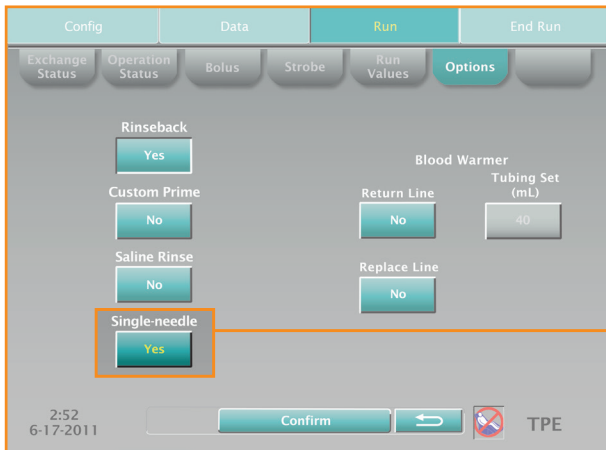 Config Data Run End Run
Exchange Status Operation Status Bolus Strobe Run Values Options
Rinseback
Yes
Custom Prime
No
Saline Rinse
No
Single-needle
Yes
Blood Warmer
Return Line
No
Tubing Set
(mL)
40
Replace Line
No
2:52
6-17-2011
Confirm
TPE